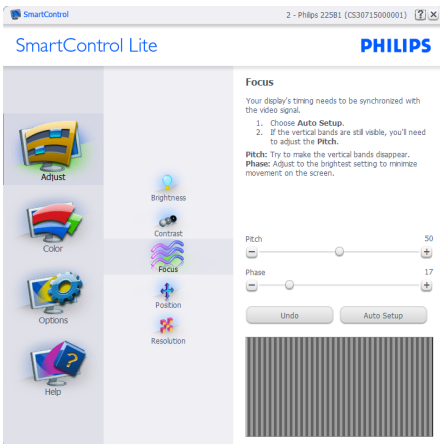 SmartControl
2 - Philips 225B1 (CS30715000001)
?
SmartControl Lite
PHILIPS
Adjust
Color
Options
Help
Brightness
Contrast
Focus
Position
Resolution
Focus
Your display's timing needs to be synchronized with
the video signal.
1. Choose Auto Setup.
2. If the vertical bands are still visible, you'll need
to adjust the Pitch.
Pitch: Try to make the vertical bands disappear.
Phase: Adjust to the brightest setting to minimize
movement on the screen.
Pitch 50
Phase 17
Undo Auto Setup